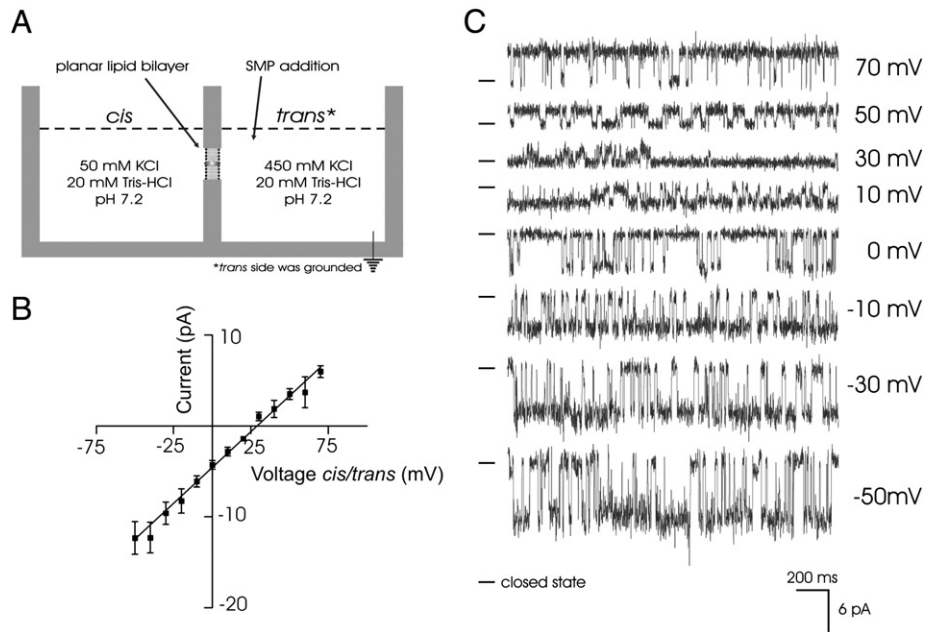 A
planar lipid bilayer
SMP addition
cis
trans*
50 mM KCl
20 mM Tris-HCl
pH 7.2
450 mM KCl
20 mM Tris-HCl
pH 7.2
*trans side was grounded
B
Current (pA)
10
-75
-25
25
75
Voltage cis/trans (mV)
-10
-20
C
70 mV
50 mV
30 mV
10 mV
0 mV
-10 mV
-30 mV
-50mV
closed state
200 ms
6 pA